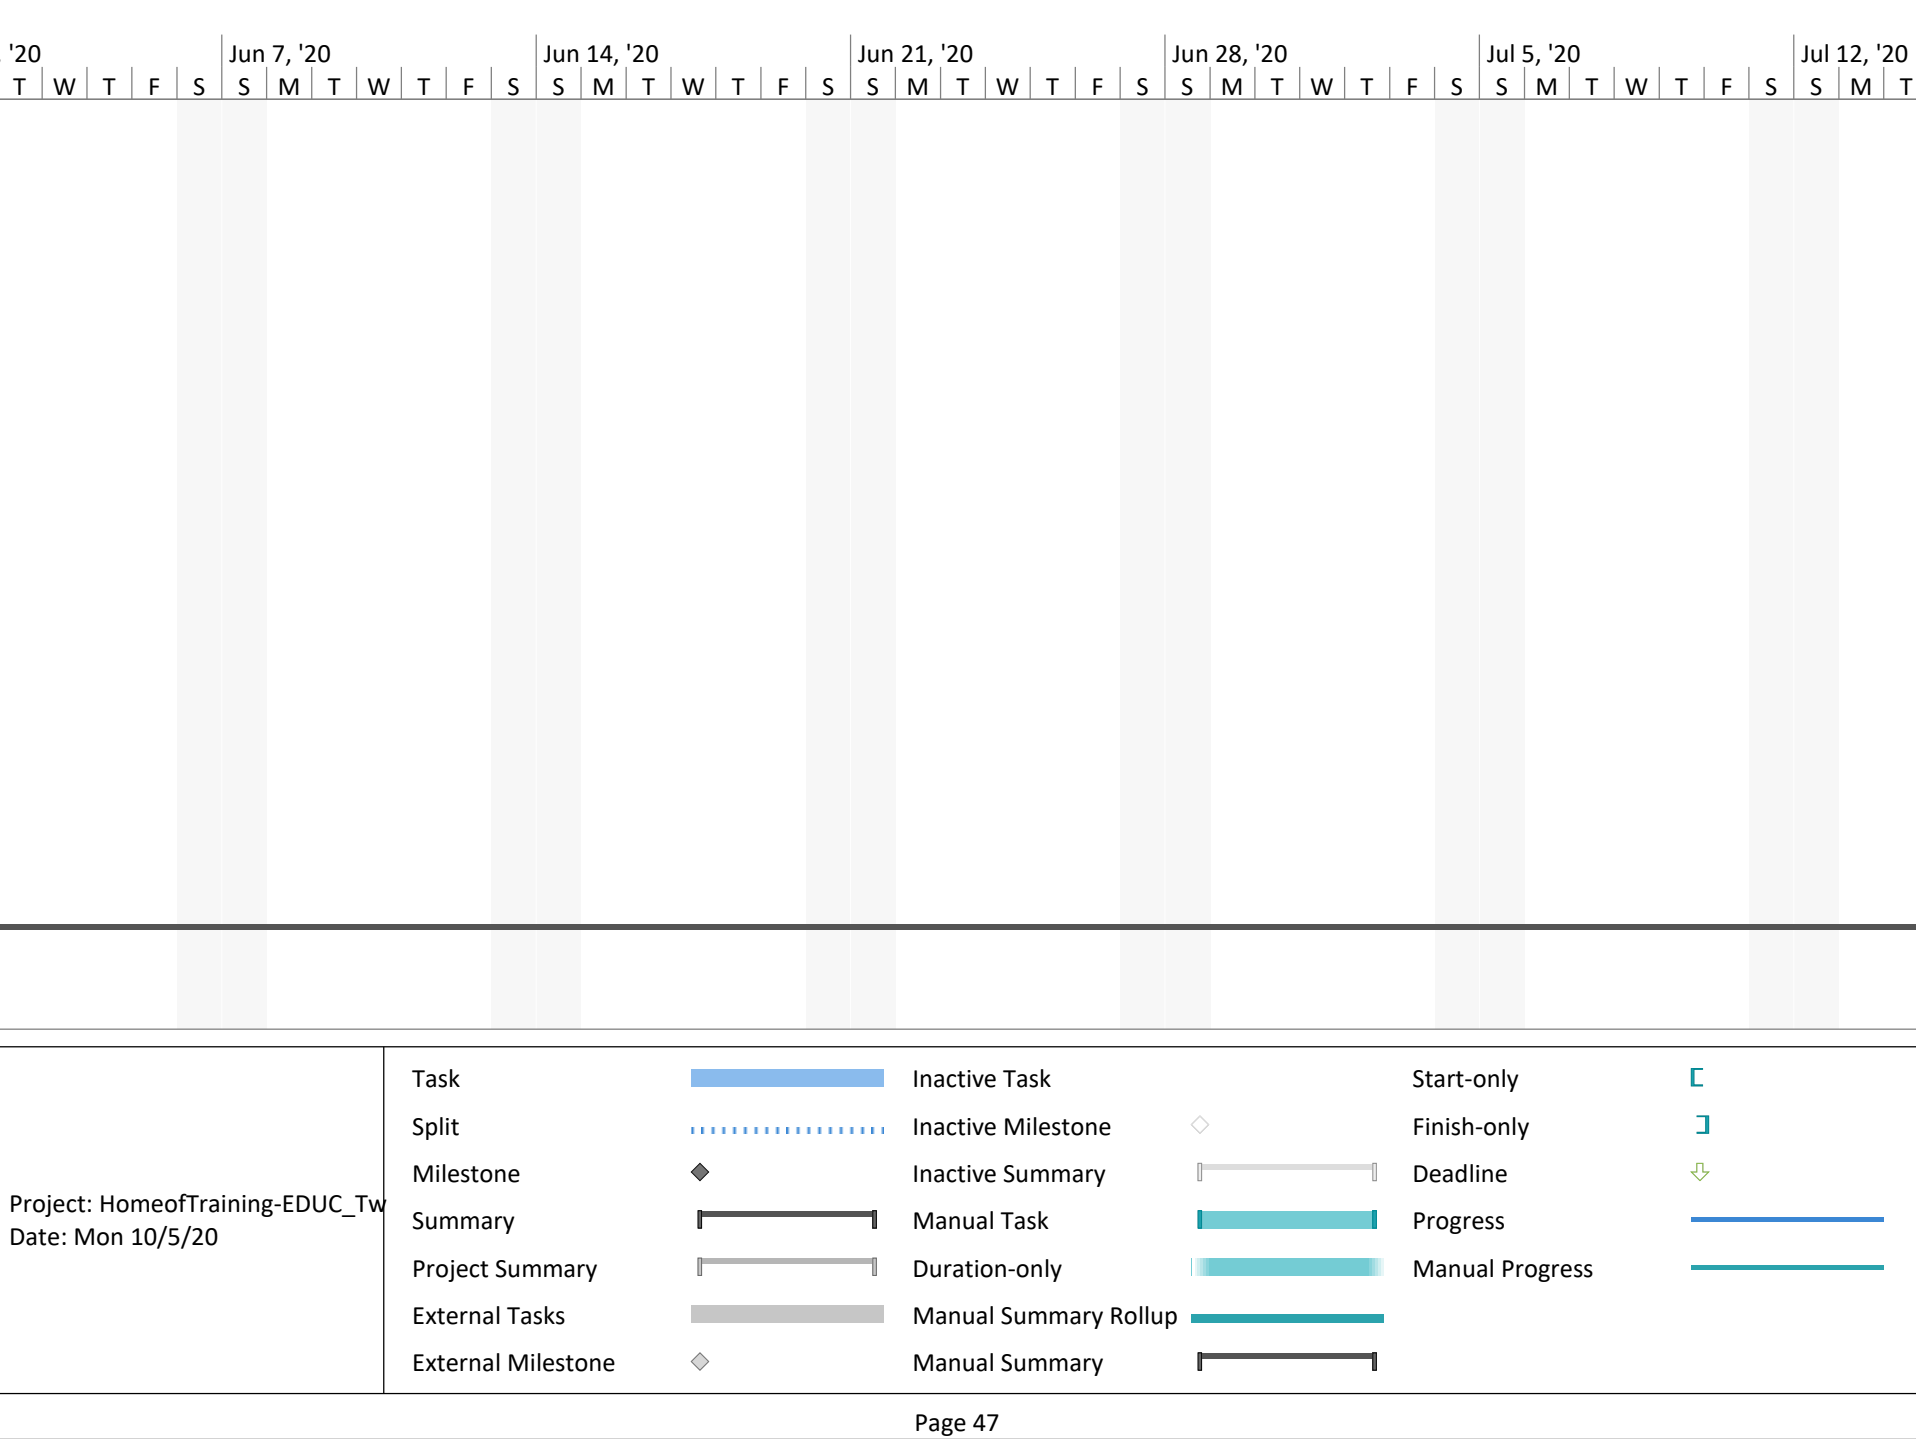 '20 Jun 7, '20 Jun 14, '20 Jun 21, '20 Jun 28, '20 Jul 5, '20 Jul 12, '20
T W T F S S M T W T F S S M T W T F S S M T W T F S S M T W T F S S M T W T F S S M T
Task Inactive Task Start-only
Split Inactive Milestone Finish-only
Milestone Inactive Summary Deadline
Project: HomeofTraining-EDUC_Tw
Date: Mon 10/5/20
Summary Manual Task Progress
Project Summary Duration-only Manual Progress
External Tasks Manual Summary Rollup
External Milestone Manual Summary
Page 47